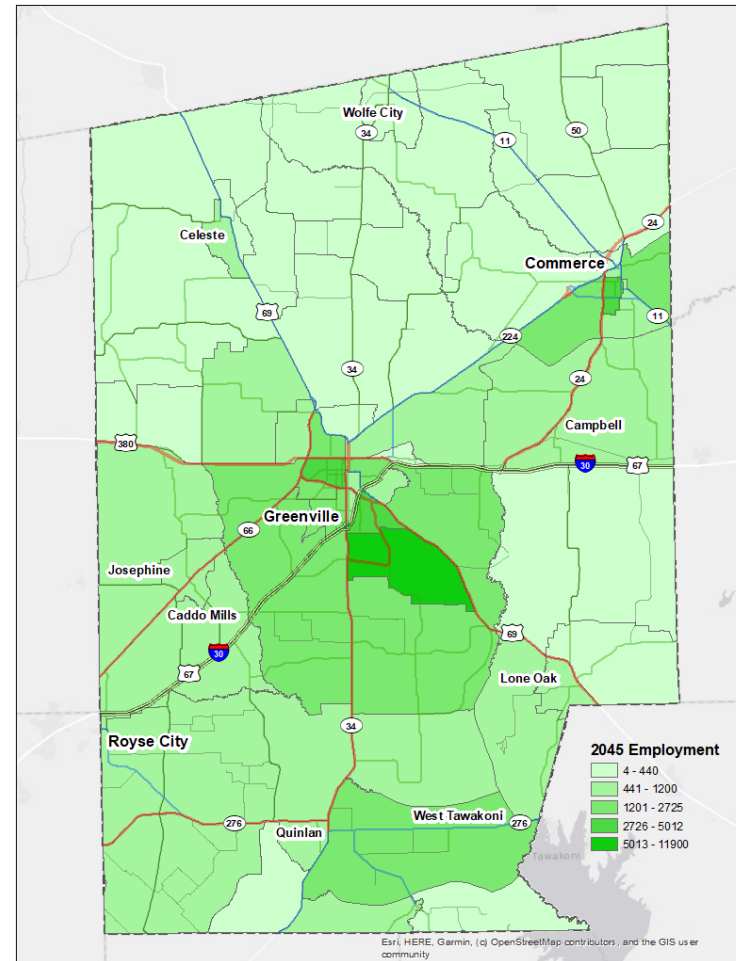 Wolfe City
34
50
11
24
Celeste
Commerce
69
11
224
34
24
Campbell
380
30
67
Greenville
66
Josephine
Caddo Mills
30
67
69
Lone Oak
34
Royse City
2045 Employment
4 - 440
441 - 1200
1201 - 2725
2726 - 5012
5013 - 11900
West Tawakoni
276
276
Quinlan
Tawakoni
Esri, HERE, Garmin, (c) OpenStreetMap contributors, and the GIS user
community